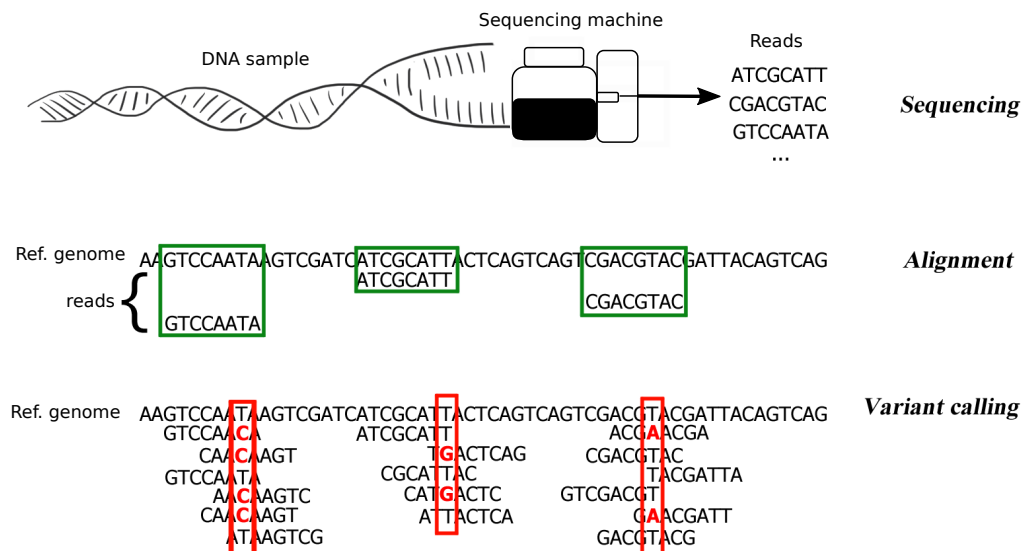 Sequencing machine
DNA sample
Reads
ATCGCATT
CGACGTAC
GTCCAATA
...
Sequencing
Ref. genome
AAGTCCAATAAGTCGATCATCGCATTACTCAGTCAGTCGACGTACGATTACAGTCAG
Alignment
reads
ATCGCATT
CGACGTAC
GTCCAATA
Ref. genome
AAGTCCAATAAGTCGATCATCGCATTACTCAGTCAGTCGACGTACGATTACAGTCAG
Variant calling
GTCCAACA ATCGCATT ACGAACGA
CAACAAGT TGACTCAG CGACGTAC
GTCCAATA CGCATTAC TACGATTA
AACAAGTC CATGACTC GTCGACGT
CAACAAGT ATTACTCA GAACGATT
ATAAGTCG GACGTACG